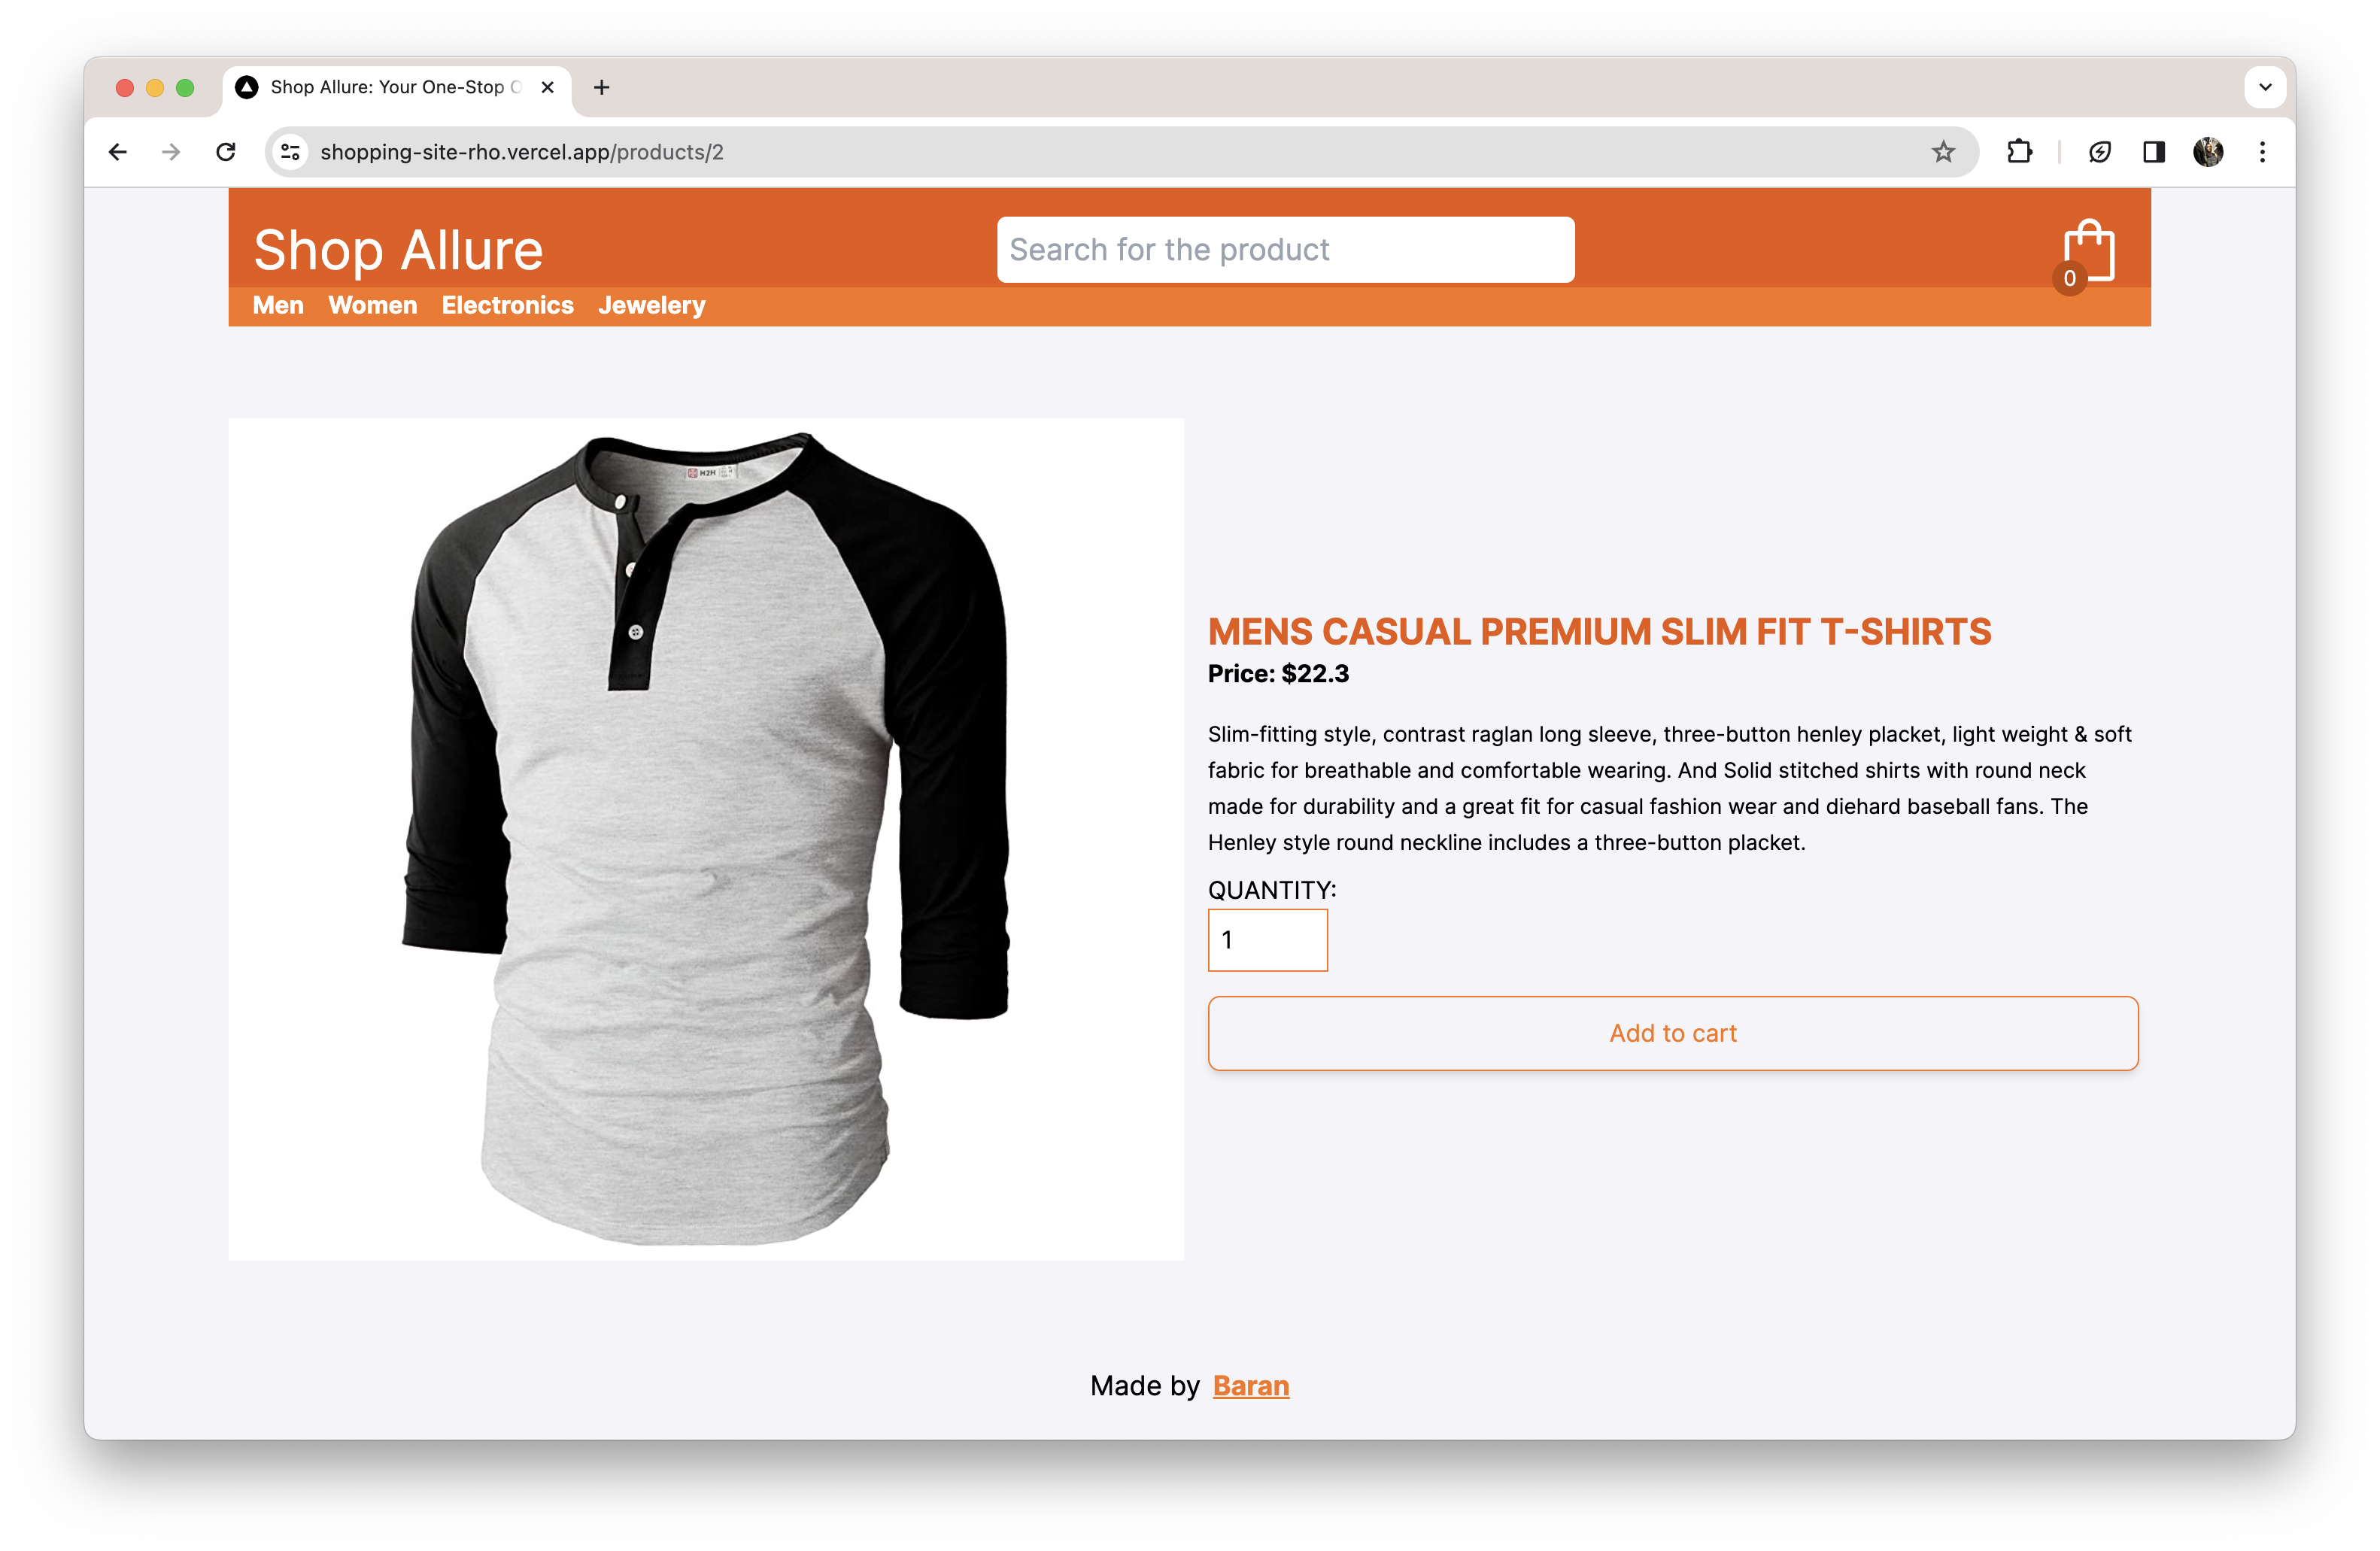 Shop Allure: Your One-Stop
shopping-site-rho.vercel.app/products/2
Shop Allure
Search for the product
0
Men Women Electronics Jewelery
H2H
MENS CASUAL PREMIUM SLIM FIT T-SHIRTS
Price: $22.3
Slim-fitting style, contrast raglan long sleeve, three-button henley placket, light weight & soft
fabric for breathable and comfortable wearing. And Solid stitched shirts with round neck
made for durability and a great fit for casual fashion wear and diehard baseball fans. The
Henley style round neckline includes a three-button placket.
QUANTITY:
1
Add to cart
Made by Baran